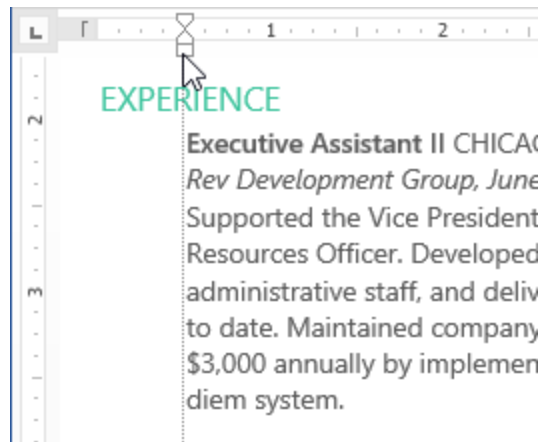 1 2
EXPERIENCE
2
Executive Assistant II CHICAG
Rev Development Group, June
Supported the Vice President
Resources Officer. Developed
administrative staff, and deliv
3
to date. Maintained company
$3,000 annually by implemen
diem system.